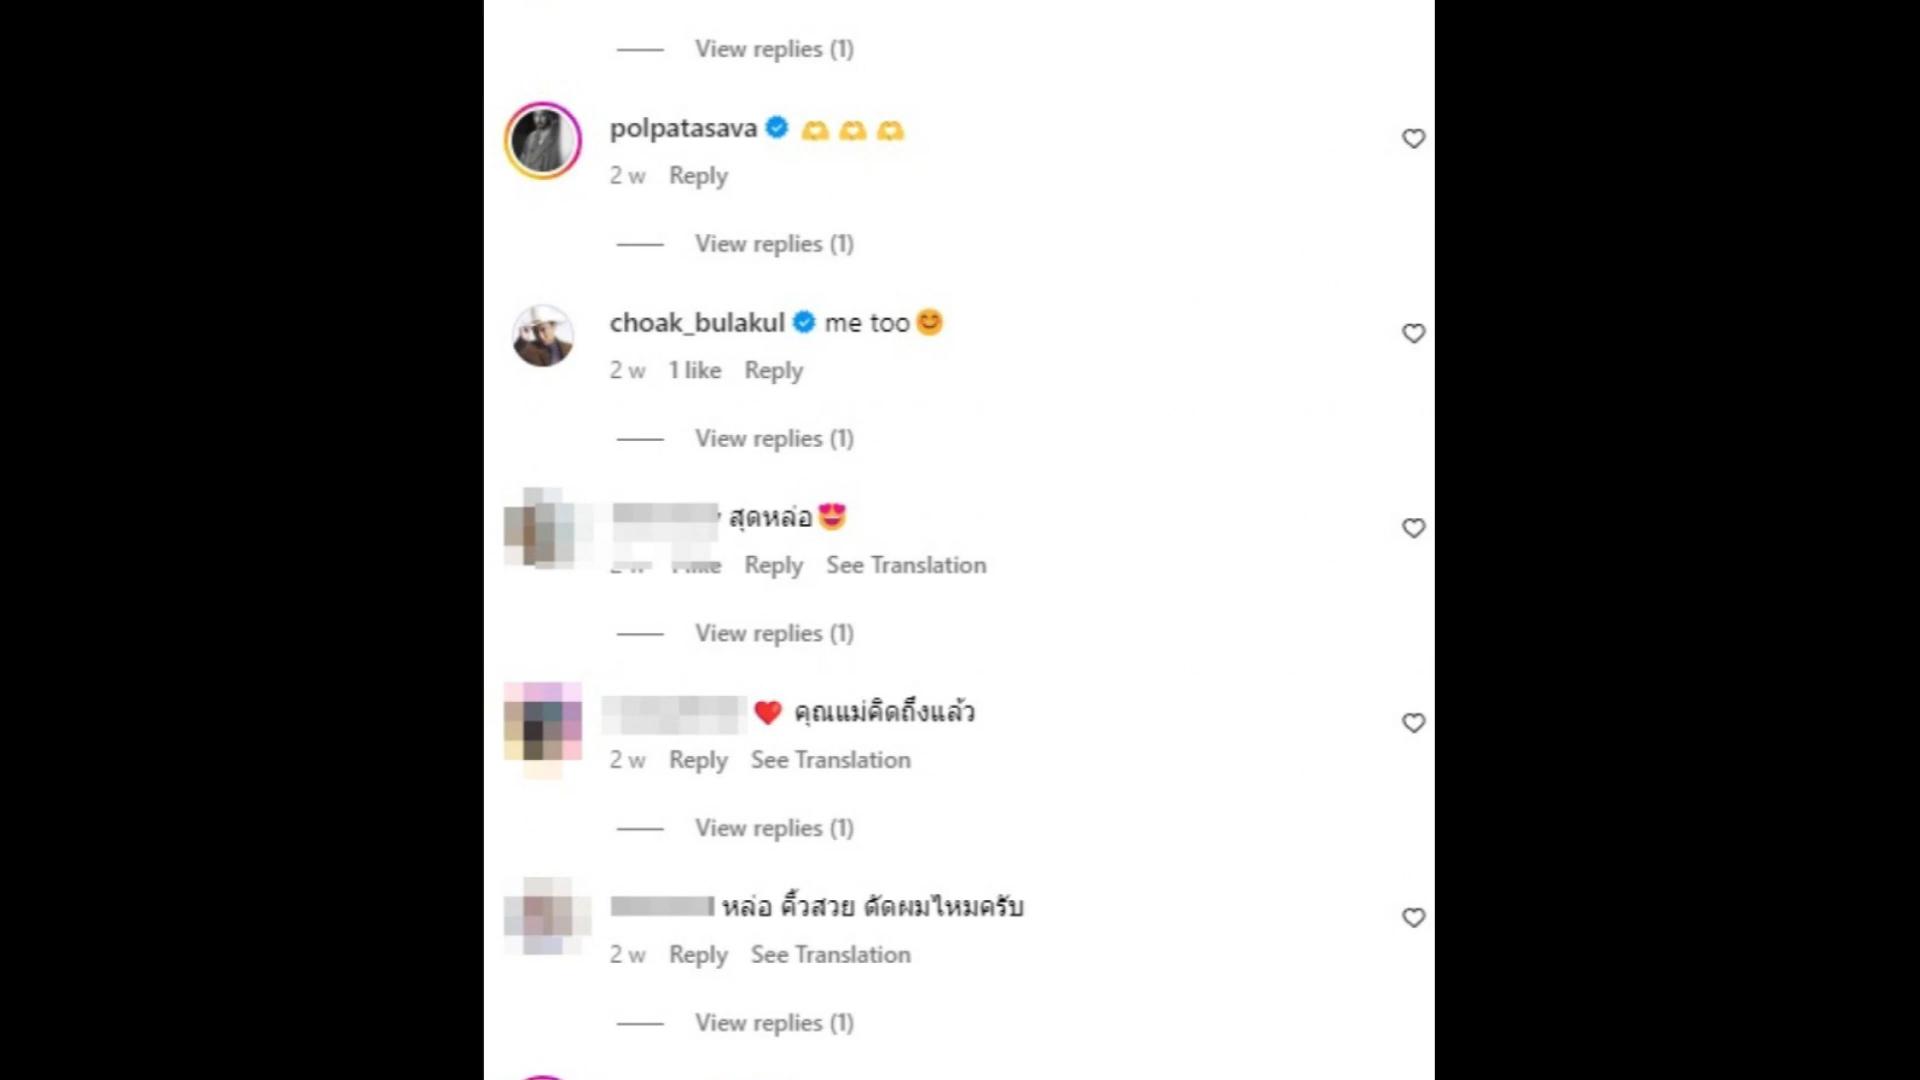 View replies (1)
polpatasava 🫶 🫶 🫶
2 w Reply
View replies (1)
choak_bulakul me too 😊
2 w 1 like Reply
View replies (1)
สุดหล่อ 😍
Reply See Translation
View replies (1)
❤️ คุณแม่คิดถึงแล้ว
2 w Reply See Translation
View replies (1)
หล่อ คิ้วสวย ดัดผมไหมครับ
2 w Reply See Translation
View replies (1)